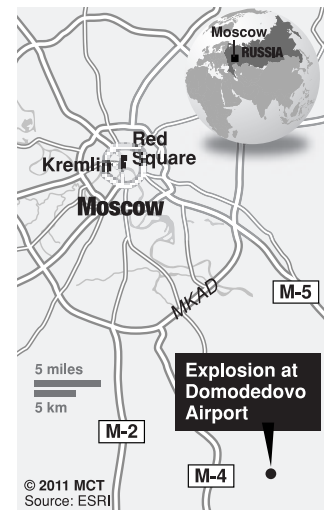 Moscow
RUSSIA
Red
Square
Kremlin
Moscow
MKAD
M-5
5 miles
5 km
Explosion at
Domodedovo
Airport
M-2
M-4
© 2011 MCT
Source: ESRI